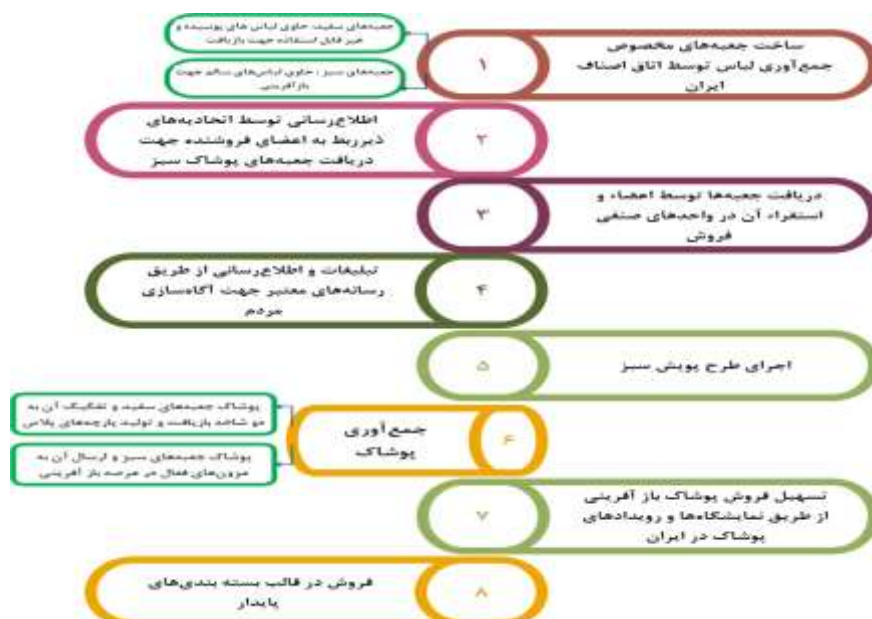 ۱
ساخت جعبه‌های مخصوص
جمع‌آوری لباس توسط اتاق اصناف
ایران
جعبه‌های سفید: حاوی لباس های پوسیده و
غیر قابل استفاده جهت بازیافت
جعبه‌های سبز : حاوی لباس‌های سالم جهت
بازآفرینی
۲
اطلاع‌رسانی توسط اتحادیه‌های
ذیربط به اعضای فروشنده جهت
دریافت جعبه‌های پوشاک سبز
۳
دریافت جعبه‌ها توسط اعضاء و
استقرار آن در واحدهای صنفی
فروش
۴
تبلیغات و اطلاع‌رسانی از طریق
رسانه‌های معتبر جهت آگاه‌سازی
مردم
۵
اجرای طرح پویش سبز
۶
جمع‌آوری
پوشاک
پوشاک جعبه‌های سفید و تفکیک آن به
دو شاخه بازیافت و تولید پارچه‌های پلاس
پوشاک جعبه‌های سبز و ارسال آن به
مزون‌های فعال در عرصه باز آفرینی
۷
تسهیل فروش پوشاک باز آفرینی
از طریق نمایشگاه‌ها و رویدادهای
پوشاک در ایران
۸
فروش در قالب بسته بندی‌های
پایدار